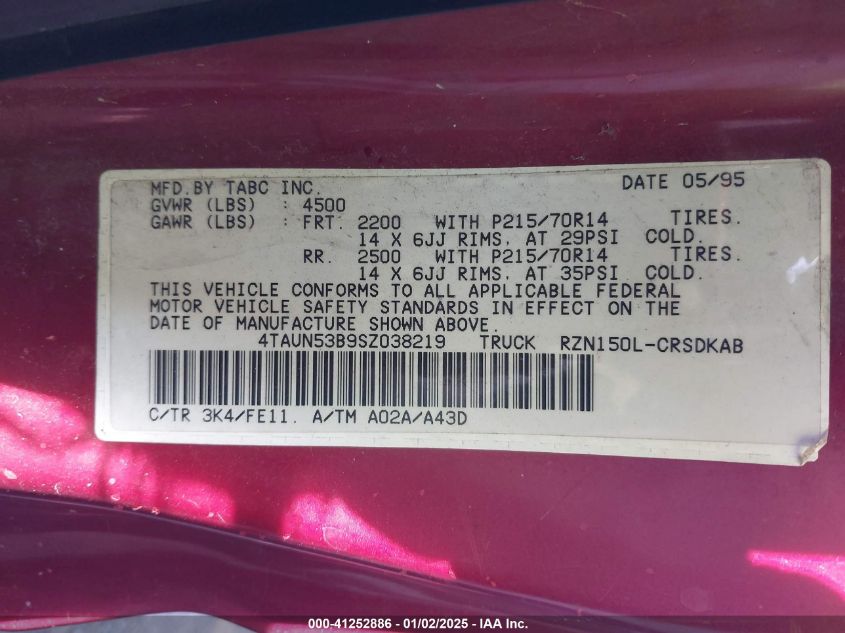 MFD.BY TABC INC. DATE 05/95
GVWR (LBS) : 4500
GAWR (LBS) : FRT. 2200 WITH P215/70R14 TIRES.
14 X 6JJ RIMS, AT 29PSI COLD.
RR. 2500 WITH P215/70R14 TIRES.
14 X 6JJ RIMS, AT 35PSI COLD.
THIS VEHICLE CONFORMS TO ALL APPLICABLE FEDERAL
MOTOR VEHICLE SAFETY STANDARDS IN EFFECT ON THE
DATE OF MANUFACTURE SHOWN ABOVE.
4TAUN53B9SZ038219 TRUCK RZN150L-CRSDKAB
C/TR 3K4/FE11. A/TM A02A/A43D
000-41252886 - 01/02/2025 - IAA Inc.